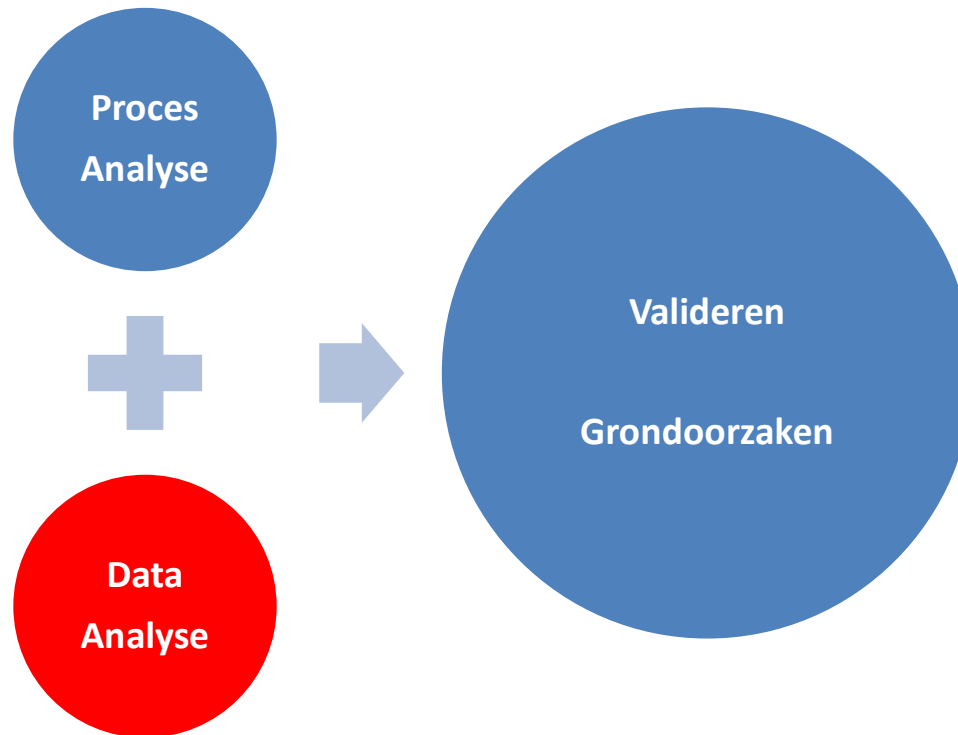 Proces
Analyse
Data
Analyse
Valideren
Grondoorzaken